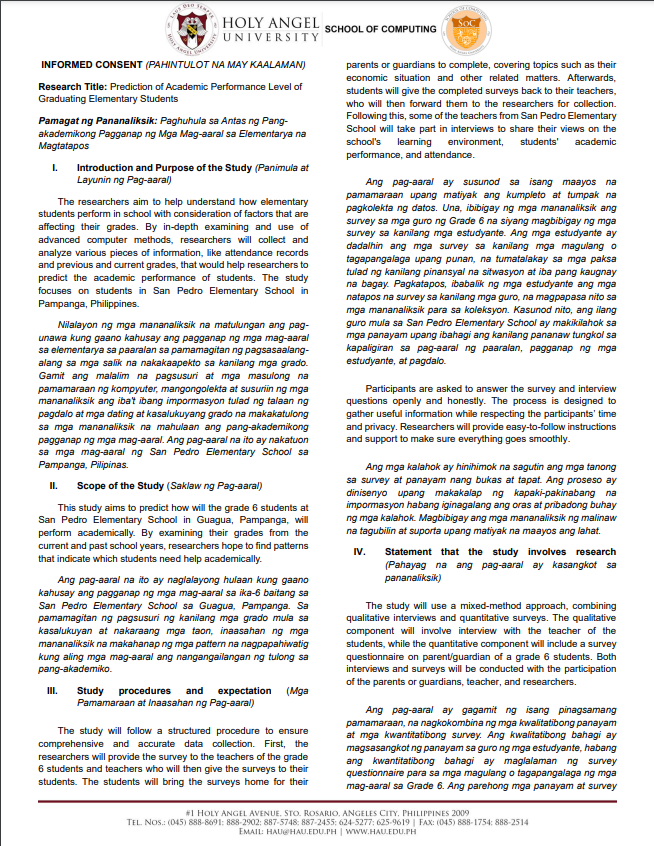 HOLY ANGEL
UNIVERSITY
SCHOOL OF COMPUTING
INFORMED CONSENT (PAHINTULOT NA MAY KAALAMAN)
Research Title: Prediction of Academic Performance Level of
Graduating Elementary Students
Pamagat ng Pananaliksik: Paghuhula sa Antas ng Pang-
akademikong Pagganap ng Mga Mag-aaral sa Elementarya na
Magtatapos
I. Introduction and Purpose of the Study (Panimula at
Layunin ng Pag-aaral)
The researchers aim to help understand how elementary
students perform in school with consideration of factors that are
affecting their grades. By in-depth examining and use of
advanced computer methods, researchers will collect and
analyze various pieces of information, like attendance records
and previous and current grades, that would help researchers to
predict the academic performance of students. The study
focuses on students in San Pedro Elementary School in
Pampanga, Philippines.
Nilalayon ng mga mananaliksik na matulungan ang pag-
unawa kung gaano kahusay ang pagganap ng mga mag-aaral
sa elementarya sa paaralan sa pamamagitan ng pagsasaalang-
alang sa mga salik na nakakaapekto sa kanilang mga grado.
Gamit ang malalim na pagsusuri at mga masulong na
pamamaraan ng kompyuter, mangongolekta at susuriin ng mga
mananaliksik ang iba't ibang impormasyon tulad ng talaan ng
pagdalo at mga dating at kasalukuyang grado na makakatulong
sa mga mananaliksik na mahulaan ang pang-akademikong
pagganap ng mga mag-aaral. Ang pag-aaral na ito ay nakatuon
sa mga mag-aaral ng San Pedro Elementary School sa
Pampanga, Pilipinas.
II. Scope of the Study (Saklaw ng Pag-aaral)
This study aims to predict how will the grade 6 students at
San Pedro Elementary School in Guagua, Pampanga, will
perform academically. By examining their grades from the
current and past school years, researchers hope to find patterns
that indicate which students need help academically.
Ang pag-aaral na ito ay naglalayong hulaan kung gaano
kahusay ang pagganap ng mga mag-aaral sa ika-6 baitang sa
San Pedro Elementary School sa Guagua, Pampanga. Sa
pamamagitan ng pagsusuri ng kanilang mga grado mula sa
kasalukuyan at nakaraang mga taon, inaasahan ng mga
mananaliksik na makahanap ng mga pattern na nagpapahiwatig
kung aling mga mag-aaral ang nangangailangan ng tulong sa
pang-akademiko.
III. Study procedures and expectation (Mga
Pamamaraan at Inaasahan ng Pag-aaral)
The study will follow a structured procedure to ensure
comprehensive and accurate data collection. First, the
researchers will provide the survey to the teachers of the grade
6 students and teachers who will then give the surveys to their
students. The students will bring the surveys home for their
parents or guardians to complete, covering topics such as their
economic situation and other related matters. Afterwards,
students will give the completed surveys back to their teachers,
who will then forward them to the researchers for collection.
Following this, some of the teachers from San Pedro Elementary
School will take part in interviews to share their views on the
school's learning environment, students' academic
performance, and attendance.
Ang pag-aaral ay susunod sa isang maayos na
pamamaraan upang matiyak ang kumpleto at tumpak na
pagkolekta ng datos. Una, ibibigay ng mga mananaliksik ang
survey sa mga guro ng Grade 6 na siyang magbibigay ng mga
survey sa kanilang mga estudyante. Ang mga estudyante ay
dadalhin ang mga survey sa kanilang mga magulang o
tagapangalaga upang punan, na tumatalakay sa mga paksa
tulad ng kanilang pinansyal na sitwasyon at iba pang kaugnay
na bagay. Pagkatapos, ibabalik ng mga estudyante ang mga
natapos na survey sa kanilang mga guro, na magpapasa nito sa
mga mananaliksik para sa koleksyon. Kasunod nito, ang ilang
guro mula sa San Pedro Elementary School ay makikilahok sa
mga panayam upang ibahagi ang kanilang pananaw tungkol sa
kapaligiran sa pag-aaral ng paaralan, pagganap ng mga
estudyante, at pagdalo.
Participants are asked to answer the survey and interview
questions openly and honestly. The process is designed to
gather useful information while respecting the participants' time
and privacy. Researchers will provide easy-to-follow instructions
and support to make sure everything goes smoothly.
Ang mga kalahok ay hinihimok na sagutin ang mga tanong
sa survey at panayam nang bukas at tapat. Ang proseso ay
dinisenyo upang makakalap ng kapaki-pakinabang na
impormasyon habang iginagalang ang oras at pribadong buhay
ng mga kalahok. Magbibigay ang mga mananaliksik ng malinaw
na tagubilin at suporta upang matiyak na maayos ang lahat.
IV. Statement that the study involves research
(Pahayag na ang pag-aaral ay kasangkot sa
pananaliksik)
The study will use a mixed-method approach, combining
qualitative interviews and quantitative surveys. The qualitative
component will involve interview with the teacher of the
students, while the quantitative component will include a survey
questionnaire on parent/guardian of a grade 6 students. Both
interviews and surveys will be conducted with the participation
of the parents or guardians, teacher, and researchers.
Ang pag-aaral ay gagamit ng isang pinagsamang
pamamaraan, na nagkokombina ng mga kwalitatibong panayam
at mga kwantitatibong survey. Ang kwalitatibong bahagi ay
magsasangkot ng panayam sa guro ng mga estudyante, habang
ang kwantitatibong bahagi ay maglalaman ng survey
questionnaire para sa mga magulang o tagapangalaga ng mga
mag-aaral sa Grade 6. Ang parehong mga panayam at survey
#1 Holy Angel Avenue, Sto. Rosario, Angeles City, Philippines 2009
Tel. Nos.: (045) 888-8691; 888-2902; 887-5748; 887-2455; 624-5277; 625-9619 | Fax: (045) 888-1754; 888-2514
Email: hau@hau.edu.ph | www.hau.edu.ph